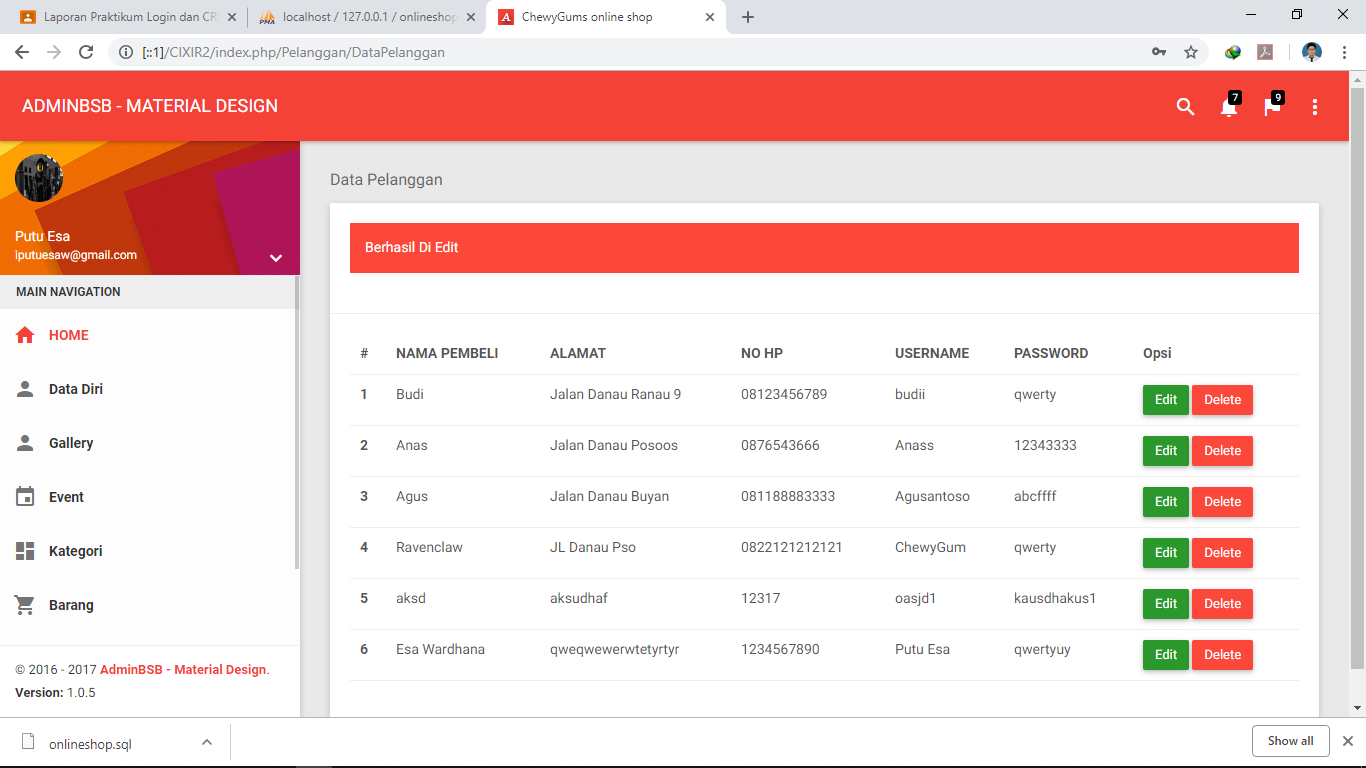 Laporan Praktikum Login dan CR
localhost / 127.0.0.1 / onlineshop
ChewyGums online shop
[::1]/CIXIR2/index.php/Pelanggan/DataPelanggan
ADMINBSB - MATERIAL DESIGN
7
9
Putu Esa
iputuesaw@gmail.com
MAIN NAVIGATION
HOME
Data Diri
Gallery
Event
Kategori
Barang
© 2016 - 2017 AdminBSB - Material Design.
Version: 1.0.5
Data Pelanggan
Berhasil Di Edit
# NAMA PEMBELI ALAMAT NO HP USERNAME PASSWORD Opsi
1 Budi Jalan Danau Ranau 9 08123456789 budii qwerty Edit Delete
2 Anas Jalan Danau Posoos 0876543666 Anass 12343333 Edit Delete
3 Agus Jalan Danau Buyan 081188883333 Agusantoso abcffff Edit Delete
4 Ravenclaw JL Danau Pso 0822121212121 ChewyGum qwerty Edit Delete
5 aksd aksudhaf 12317 oasjd1 kausdhakus1 Edit Delete
6 Esa Wardhana qweqwewerwtetyrtyr 1234567890 Putu Esa qwertyuy Edit Delete
onlineshop.sql
Show all